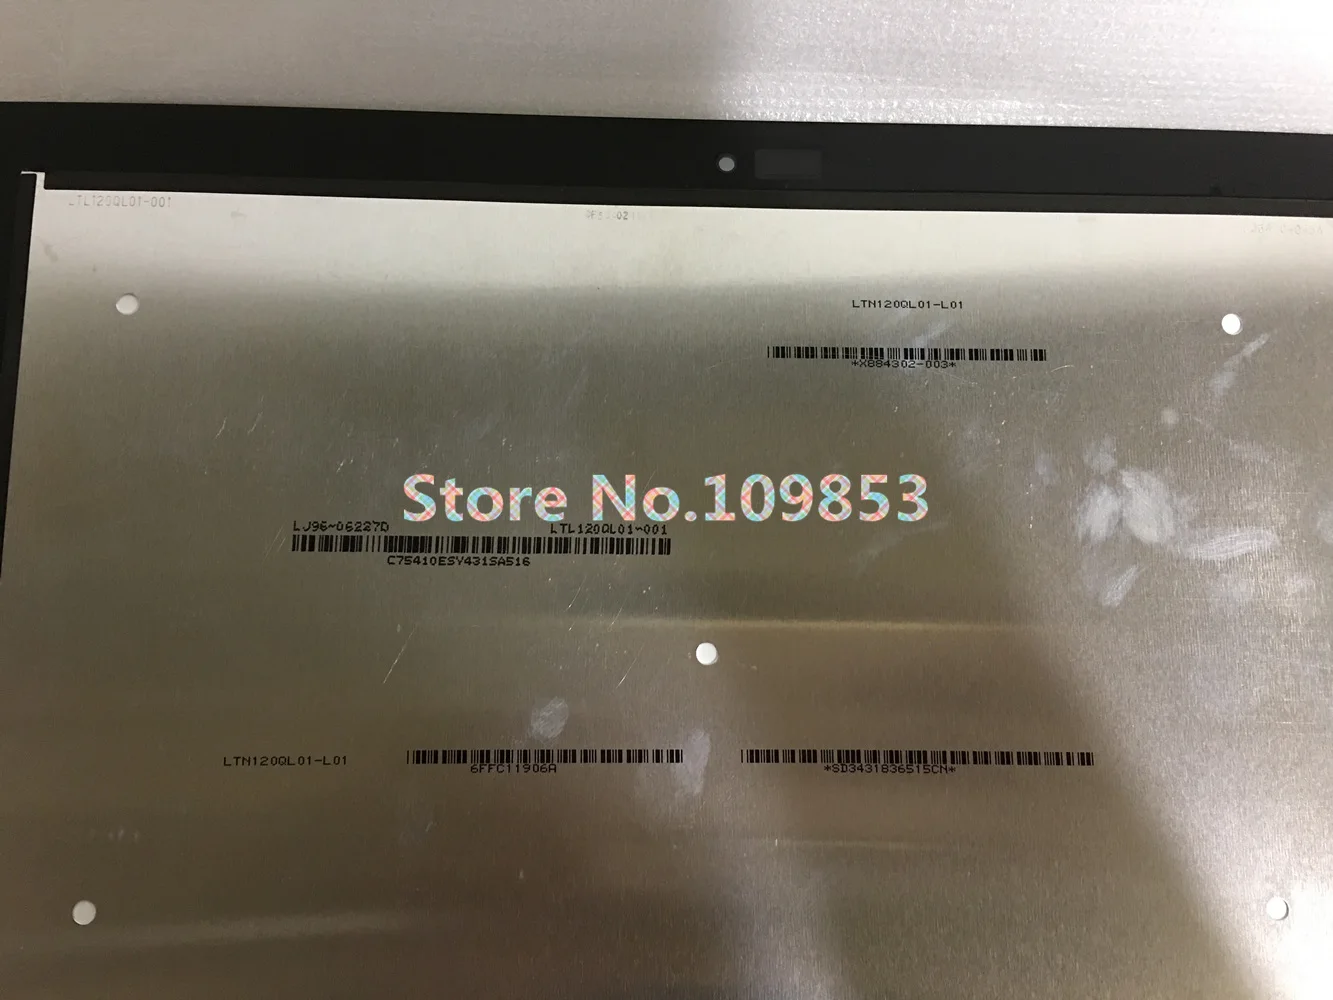 LTL120QL01-001
LTN120QL01-L01
*X884302-003*
Store No.109853
LJ96-06227D LTL120QL01-001
C75410ESY431SA516
LTN120QL01-L01 6FFC11906A *SD3431836515CN*